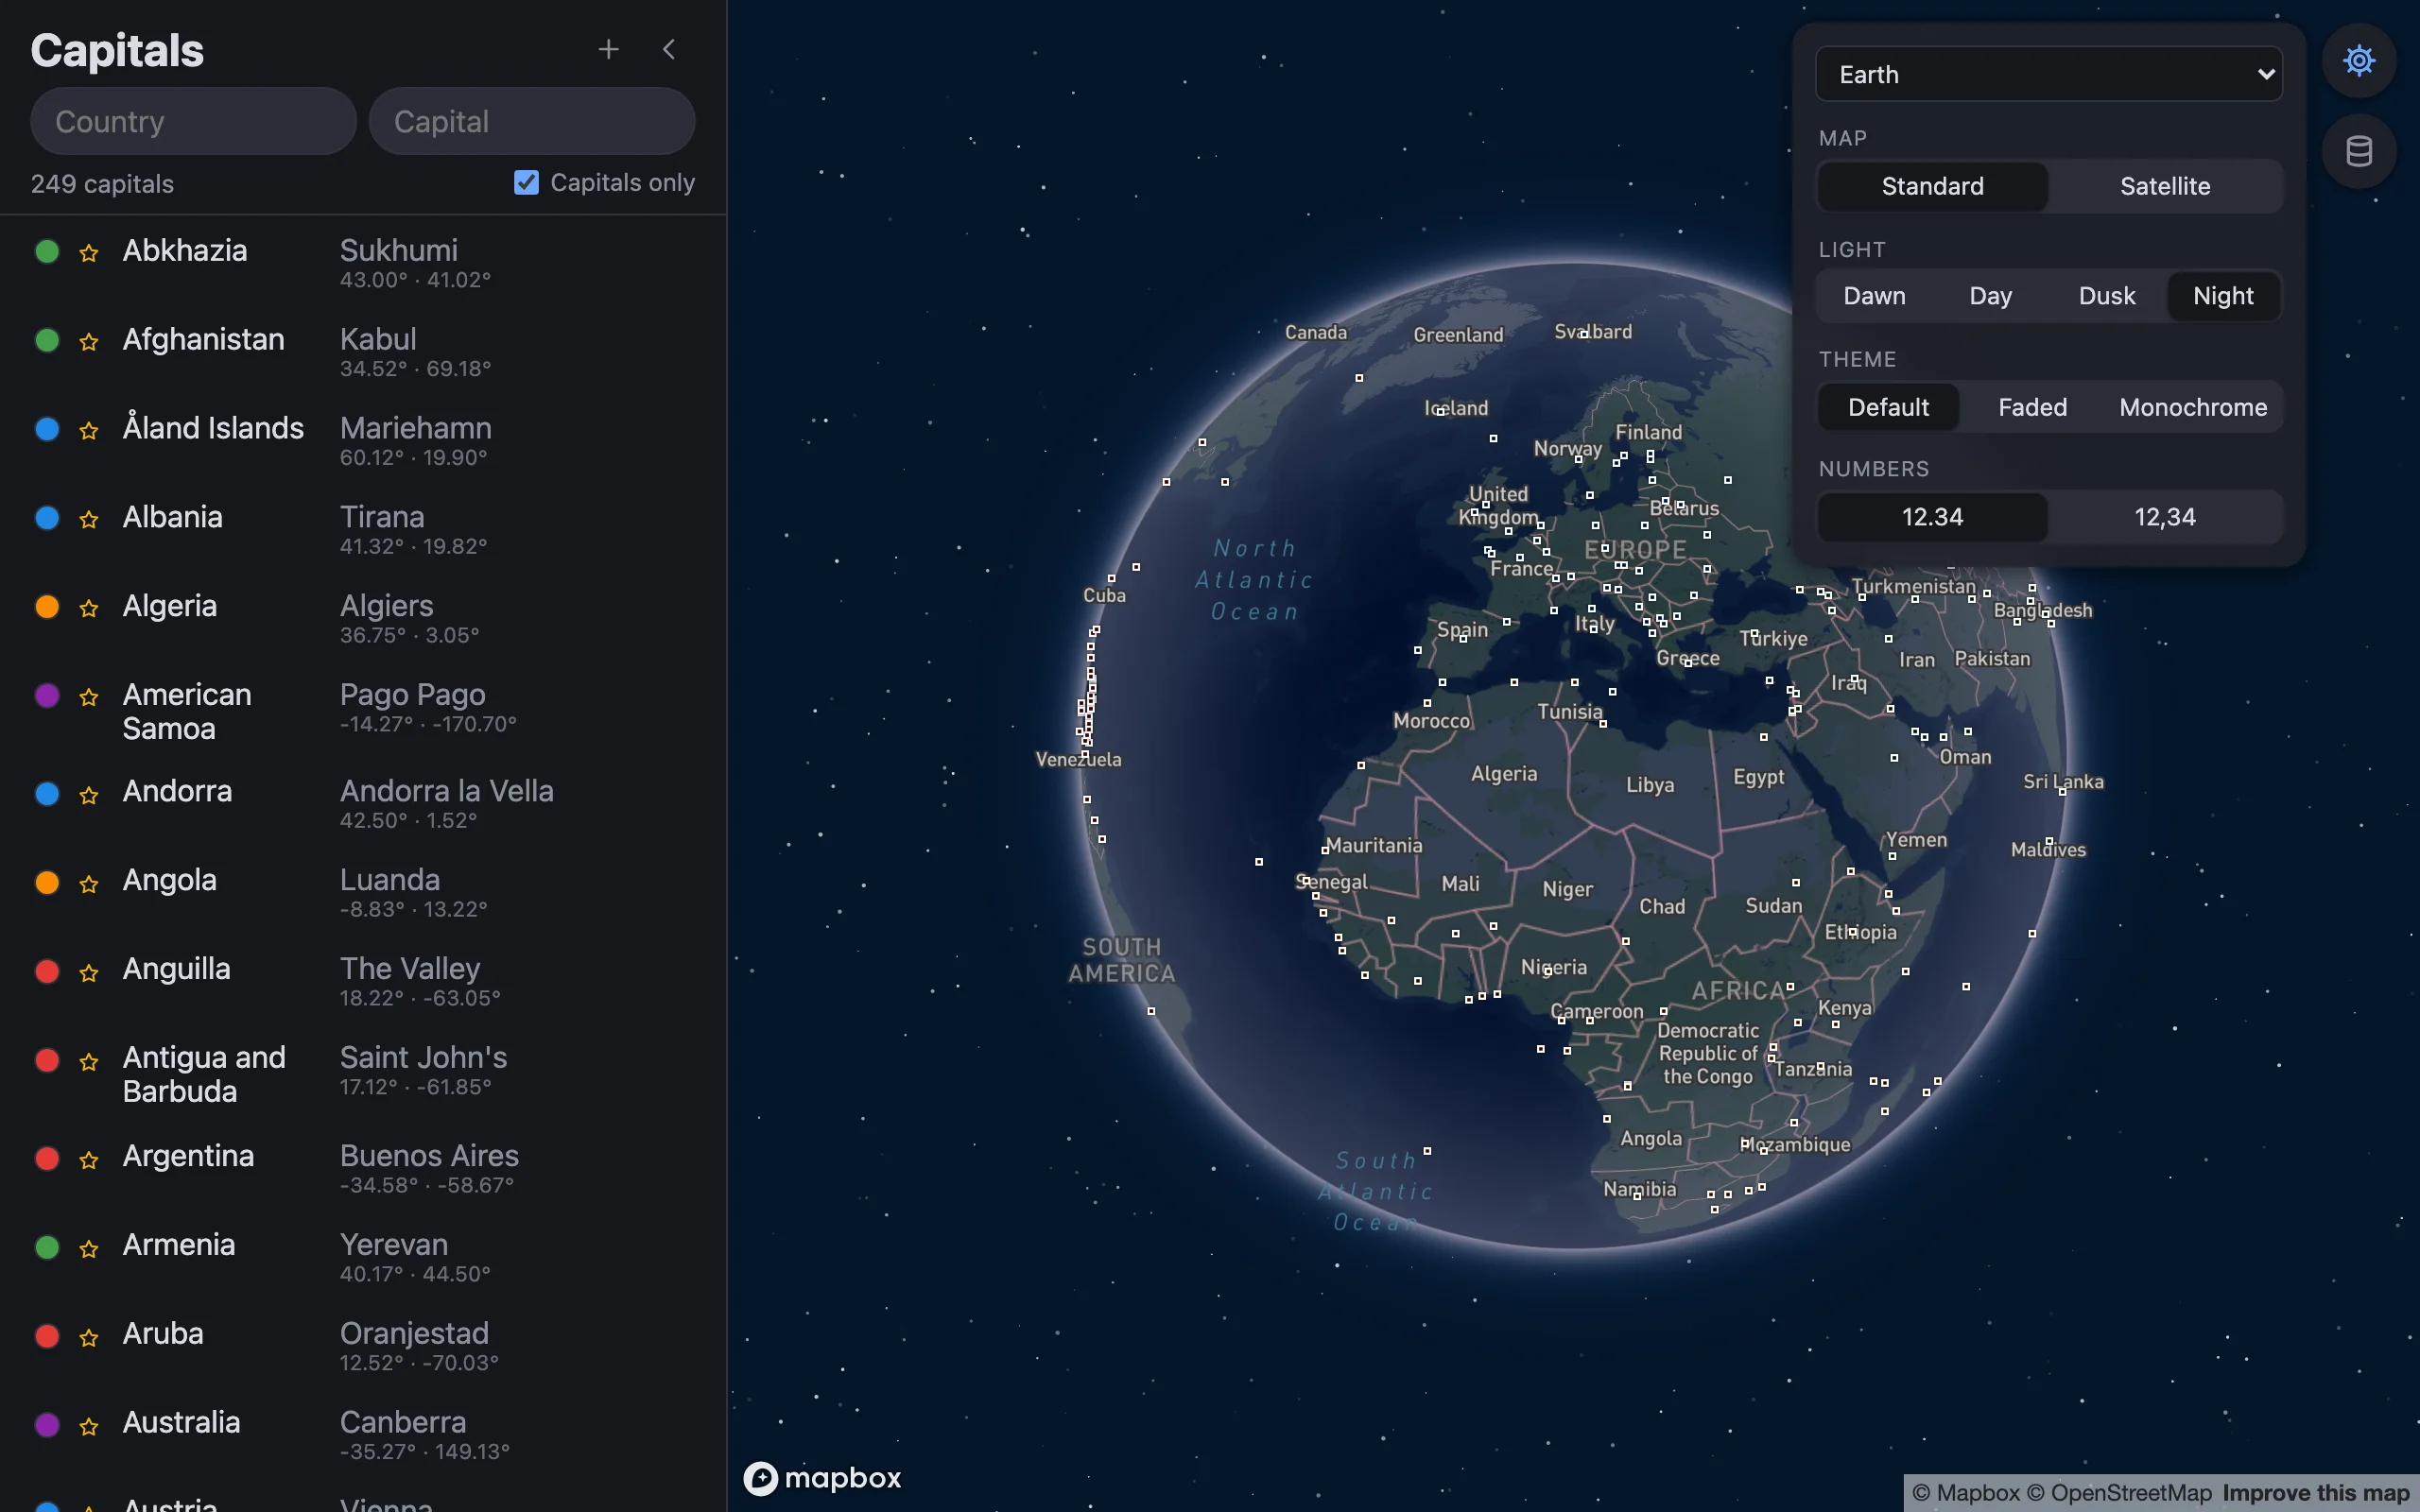 Capitals
Country
Capital
249 capitals
Capitals only
Abkhazia
Sukhumi
43.00° · 41.02°
Afghanistan
Kabul
34.52° · 69.18°
Åland Islands
Mariehamn
60.12° · 19.90°
Albania
Tirana
41.32° · 19.82°
Algeria
Algiers
36.75° · 3.05°
American
Samoa
Pago Pago
-14.27° · -170.70°
Andorra
Andorra la Vella
42.50° · 1.52°
Angola
Luanda
-8.83° · 13.22°
Anguilla
The Valley
18.22° · -63.05°
Antigua and
Barbuda
Saint John's
17.12° · -61.85°
Argentina
Buenos Aires
-34.58° · -58.67°
Armenia
Yerevan
40.17° · 44.50°
Aruba
Oranjestad
12.52° · -70.03°
Australia
Canberra
-35.27° · 149.13°
Austria
Vienna
Canada
Greenland
Svalbard
Iceland
Finland
Norway
United
Kingdom
Belarus
EUROPE
France
North
Atlantic
Ocean
Cuba
Spain
Italy
Greece
Türkiye
Turkmenistan
Bangladesh
Iran
Pakistan
Iraq
Morocco
Tunisia
Venezuela
Algeria
Libya
Egypt
Oman
Sri Lanka
Mauritania
Yemen
Maldives
Senegal
Mali
Niger
Chad
Sudan
Ethiopia
SOUTH
AMERICA
Nigeria
AFRICA
Cameroon
Kenya
Democratic
Republic of
the Congo
Tanzania
Angola
Mozambique
South
Atlantic
Ocean
Namibia
Earth
MAP
Standard
Satellite
LIGHT
Dawn
Day
Dusk
Night
THEME
Default
Faded
Monochrome
NUMBERS
12.34
12,34
mapbox
© Mapbox © OpenStreetMap Improve this map